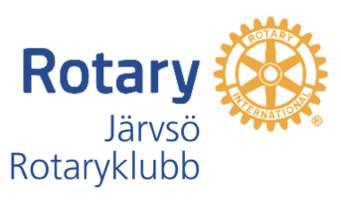 Rotary
Järvsö
Rotaryklubb
ROTARY
INTERNATIONAL
®